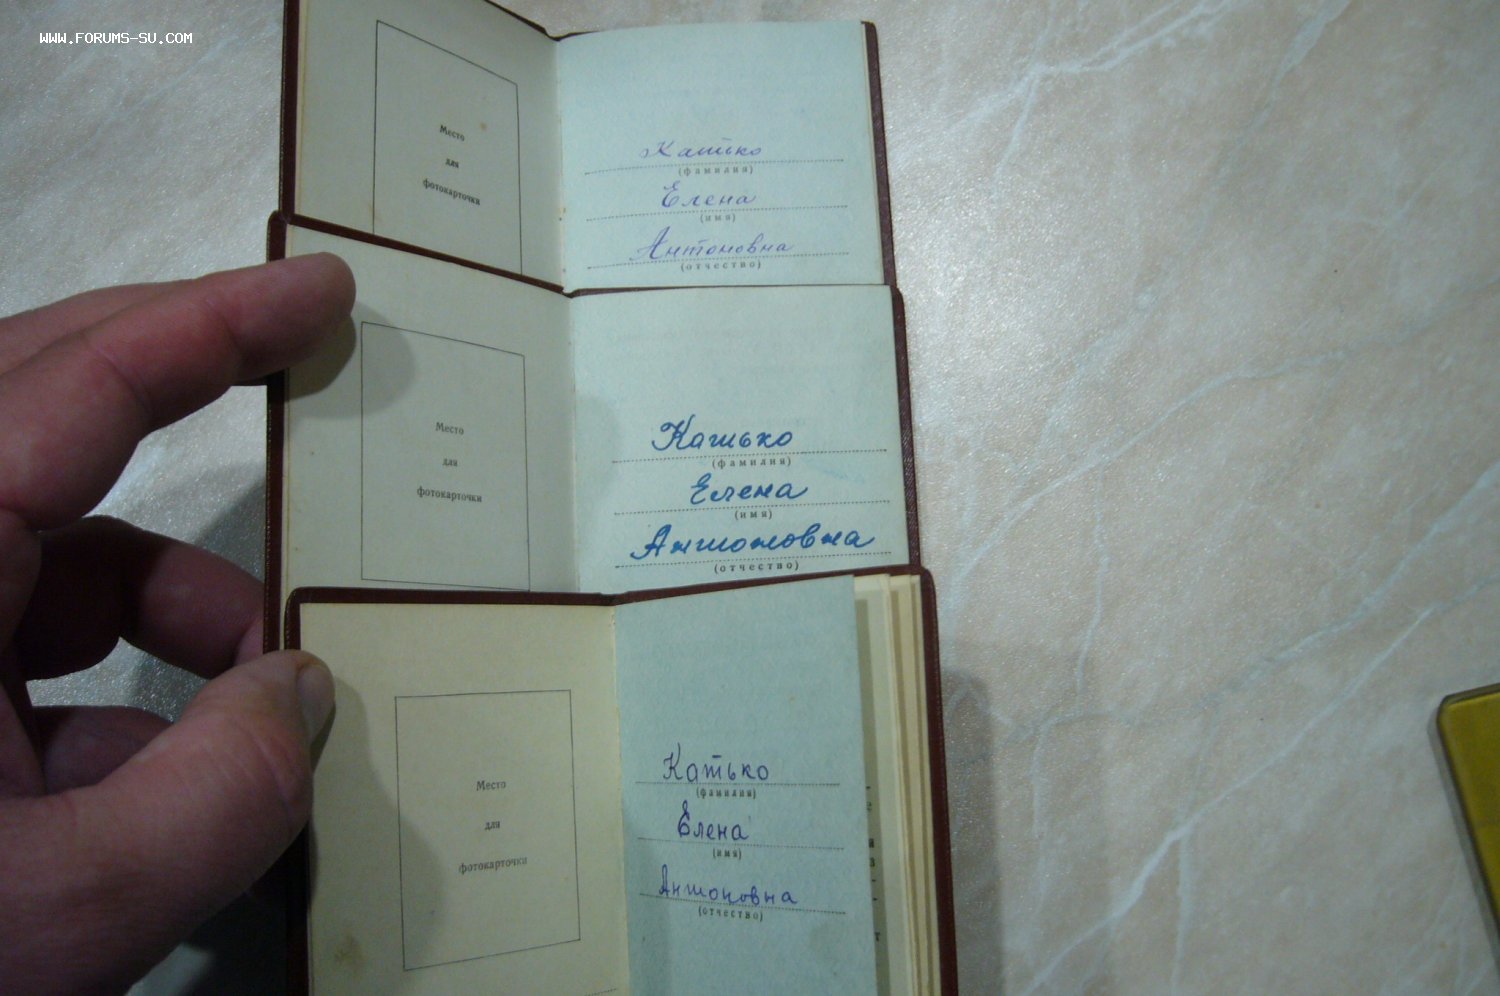 WWW.FORUMS-SU.COM
Место
для
фотокарточки
Катько
(фамилия)
Елена
(имя)
Антоновна
(отчество)
Место
для
фотокарточки
Катько
(фамилия)
Елена
(имя)
Антоновна
(отчество)
Место
для
фотокарточки
Катько
(фамилия)
Елена
(имя)
Антоновна
(отчество)